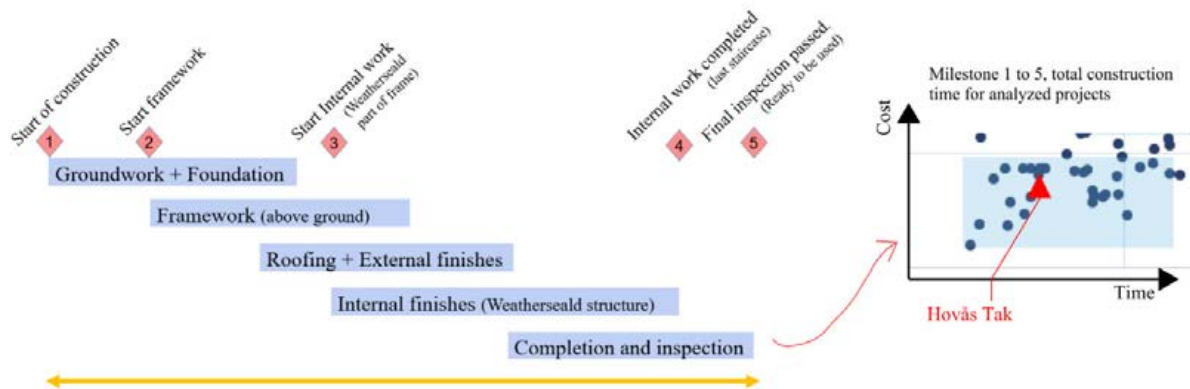 Start of construction
1
Start framework
2
Start Internal work
(Weatherseald
part of frame)
3
Internal work completed
(last staircase)
4
Final inspection passed.
(Ready to be used)
5
Groundwork + Foundation
Framework (above ground)
Roofing + External finishes
Internal finishes (Weatherseald structure)
Completion and inspection
Milestone 1 to 5, total construction
time for analyzed projects
Cost
Time
Hovås Tak